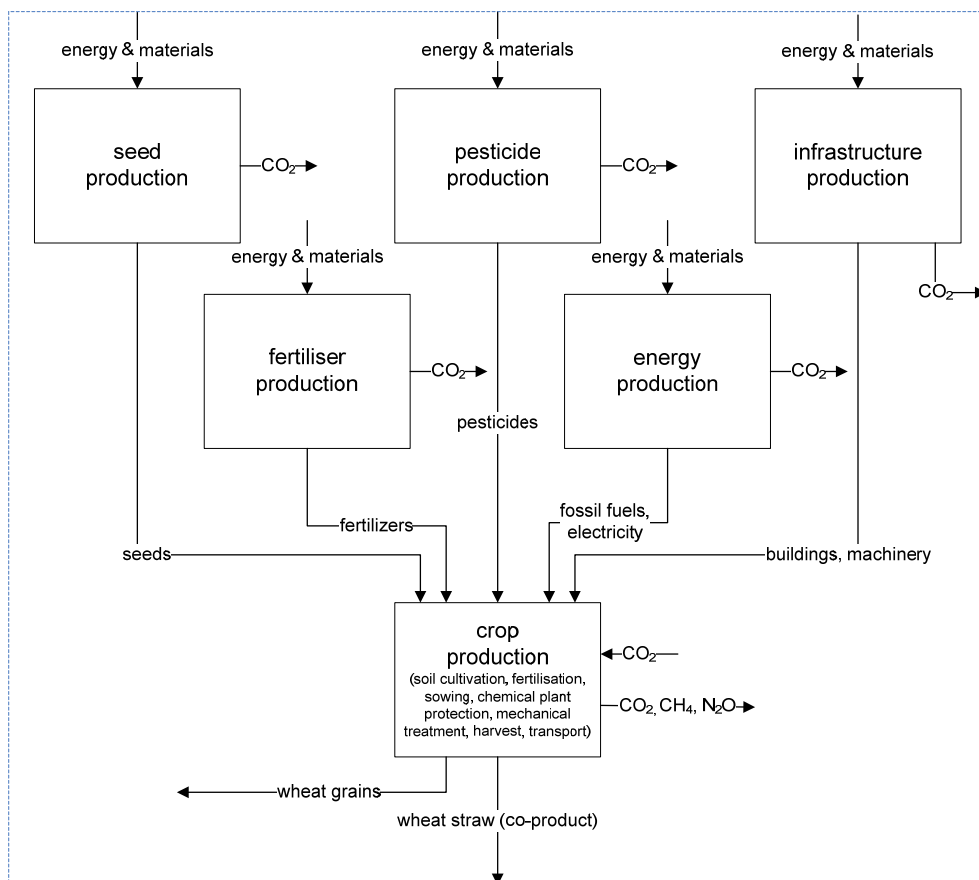 energy & materials
energy & materials
energy & materials
seed
production
CO₂
pesticide
production
CO₂
infrastructure
production
CO₂
energy & materials
energy & materials
fertiliser
production
CO₂
energy
production
CO₂
pesticides
fertilizers
fossil fuels,
electricity
seeds
buildings, machinery
crop
production
(soil cultivation, fertilisation,
sowing, chemical plant
protection, mechanical
treatment, harvest, transport)
CO₂
CO₂, CH₄, N₂O
wheat grains
wheat straw (co-product)